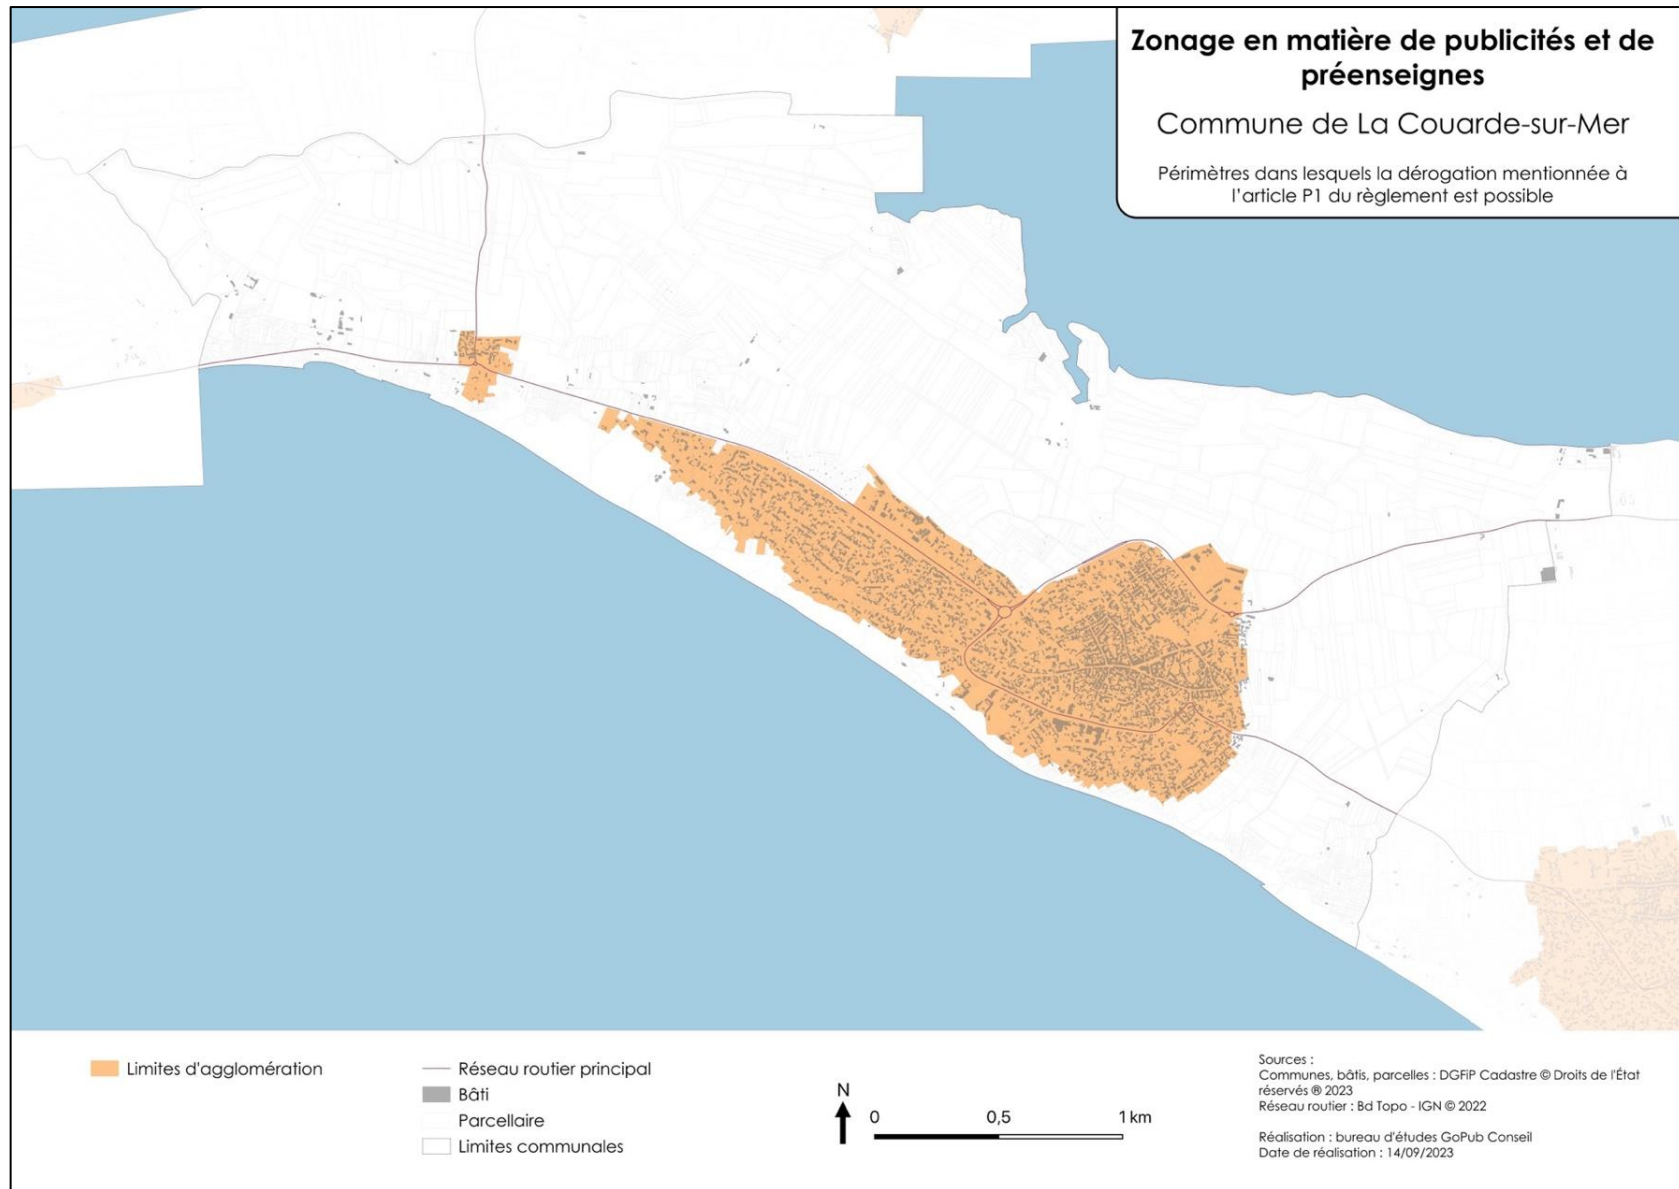 Zonage en matière de publicités et de
préenseignes
Commune de La Couarde-sur-Mer
Périmètres dans lesquels la dérogation mentionnée à
l'article P1 du règlement est possible
Limites d'agglomération
Réseau routier principal
Bâti
Parcellaire
Limites communales
N
0 0,5 1 km
Sources :
Communes, bâtis, parcelles : DGFiP Cadastre © Droits de l'État
réservés ® 2023
Réseau routier : Bd Topo - IGN © 2022
Réalisation : bureau d'études GoPub Conseil
Date de réalisation : 14/09/2023